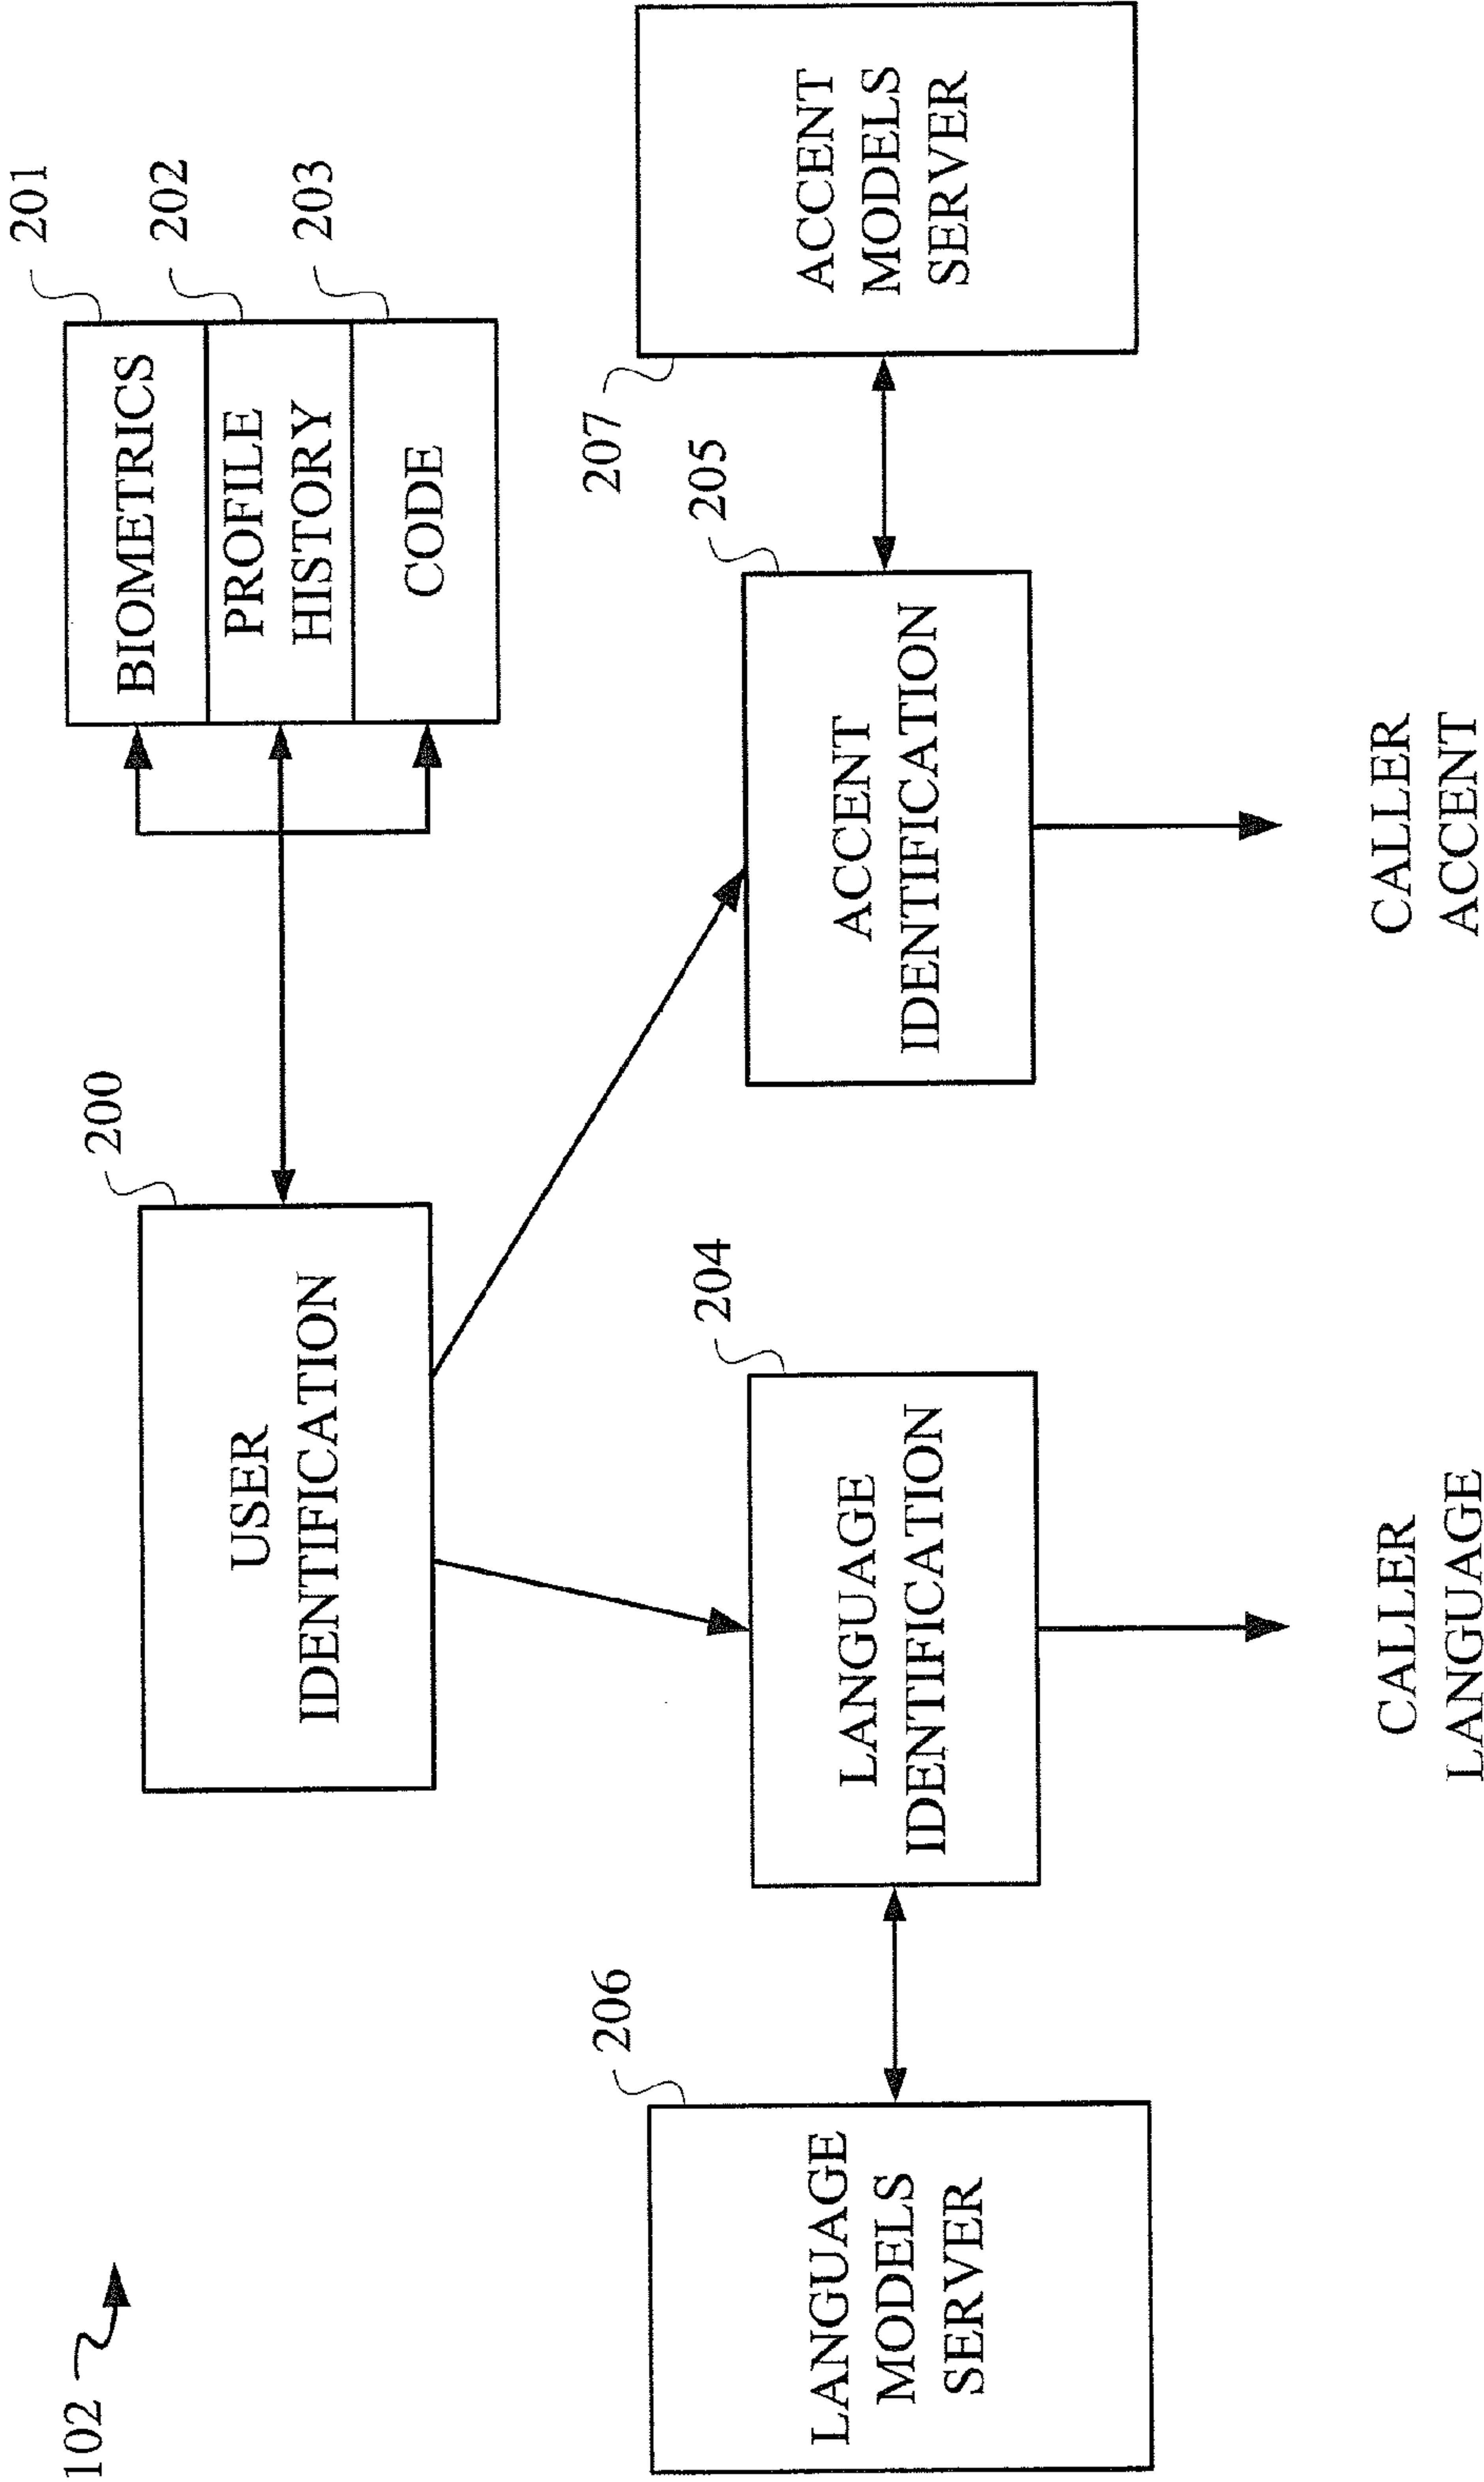 102
200
USER
IDENTIFICATION
201
BIOMETRICS
202
PROFILE
HISTORY
203
CODE
206
LANGUAGE
MODELS
SERVER
204
LANGUAGE
IDENTIFICATION
205
ACCENT
IDENTIFICATION
207
ACCENT
MODELS
SERVER
CALLER
LANGUAGE
CALLER
ACCENT